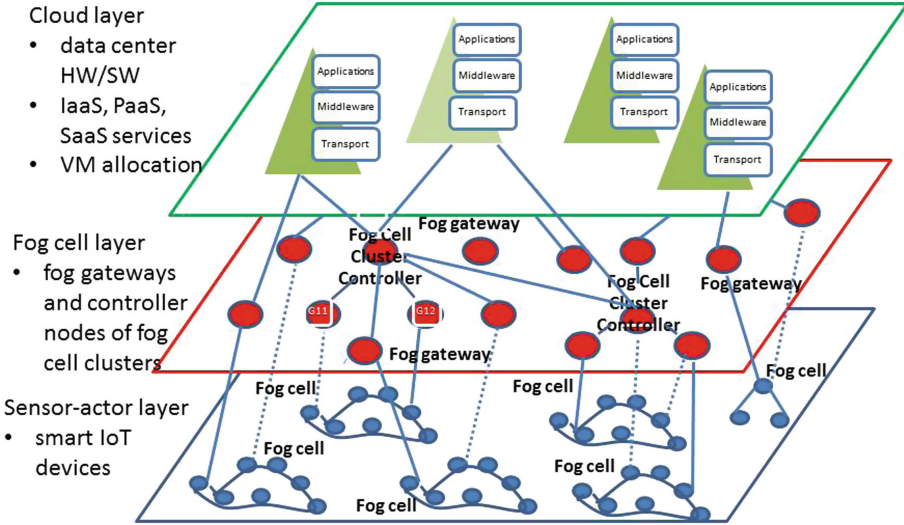 Cloud layer
• data center
HW/SW
• IaaS, PaaS,
SaaS services
• VM allocation
Applications
Middleware
Transport
Applications
Middleware
Transport
Applications
Middleware
Transport
Applications
Middleware
Transport
Fog cell layer
• fog gateways
and controller
nodes of fog
cell clusters
Fog gateway
Fog Cell
Cluster
Controller
Fog Cell
Cluster
Controller
Fog gateway
G11
G12
Fog gateway
Sensor-actor layer
• smart IoT
devices
Fog cell
Fog cell
Fog cell
Fog cell
Fog cell
Fog cell